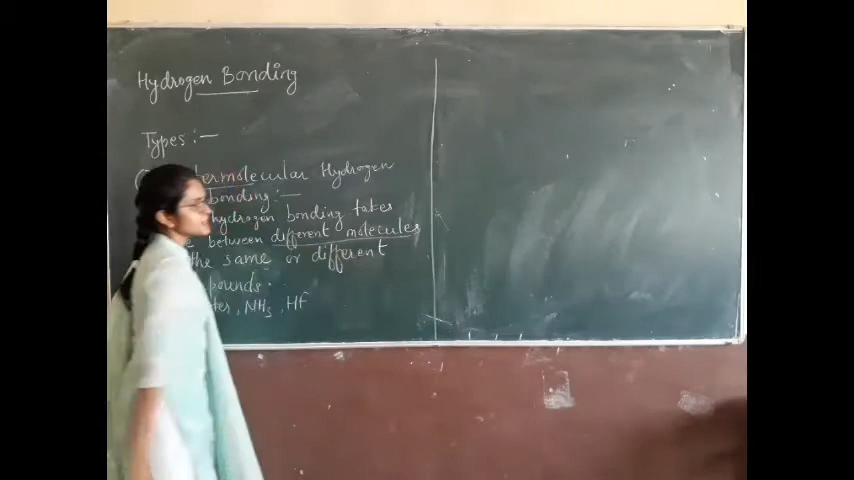 Hydrogen Bonding
Types :—
termolecular Hydrogen
bonding :—
hydrogen bonding takes
e between different molecules
the same or different
pounds.
ter, NH3, HF